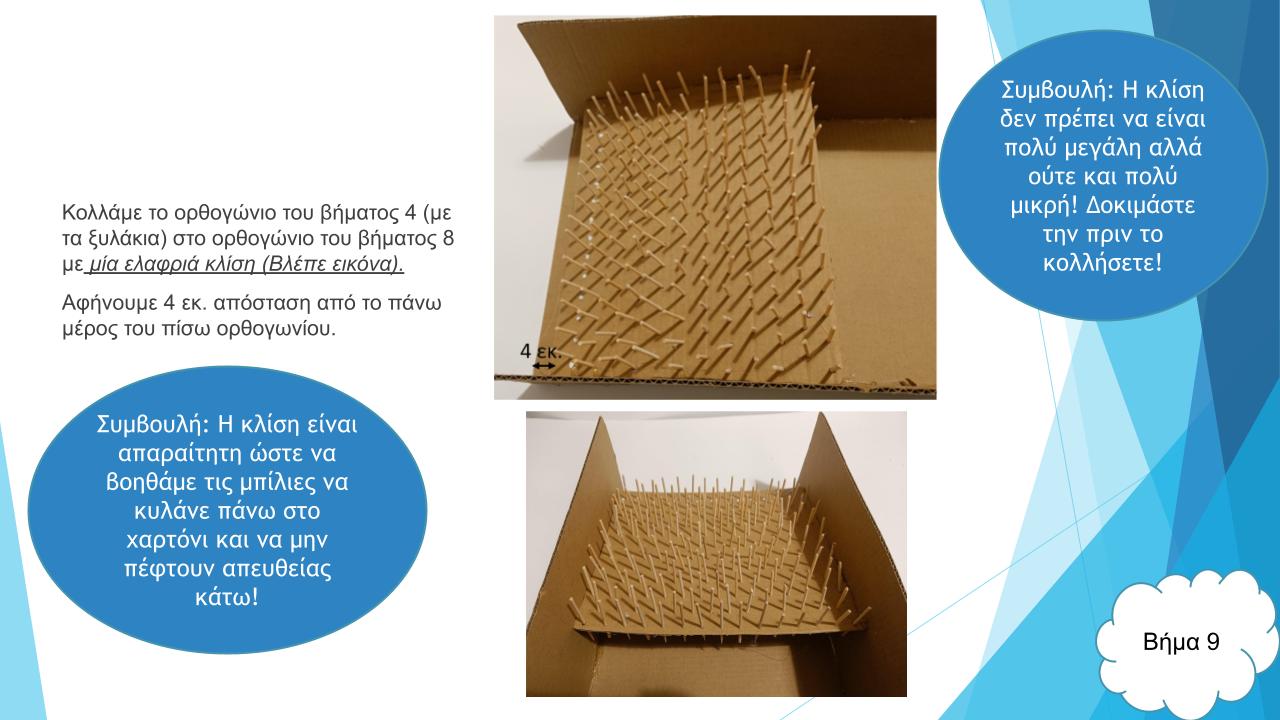 Κολλάμε το ορθογώνιο του βήματος 4 (με
τα ξυλάκια) στο ορθογώνιο του βήματος 8
με μία ελαφριά κλίση (Βλέπε εικόνα).
Αφήνουμε 4 εκ. απόσταση από το πάνω
μέρος του πίσω ορθογωνίου.
Συμβουλή: Η κλίση είναι
απαραίτητη ώστε να
βοηθάμε τις μπίλιες να
κυλάνε πάνω στο
χαρτόνι και να μην
πέφτουν απευθείας
κάτω!
4 εκ.
Συμβουλή: Η κλίση
δεν πρέπει να είναι
πολύ μεγάλη αλλά
ούτε και πολύ
μικρή! Δοκιμάστε
την πριν το
κολλήσετε!
Βήμα 9